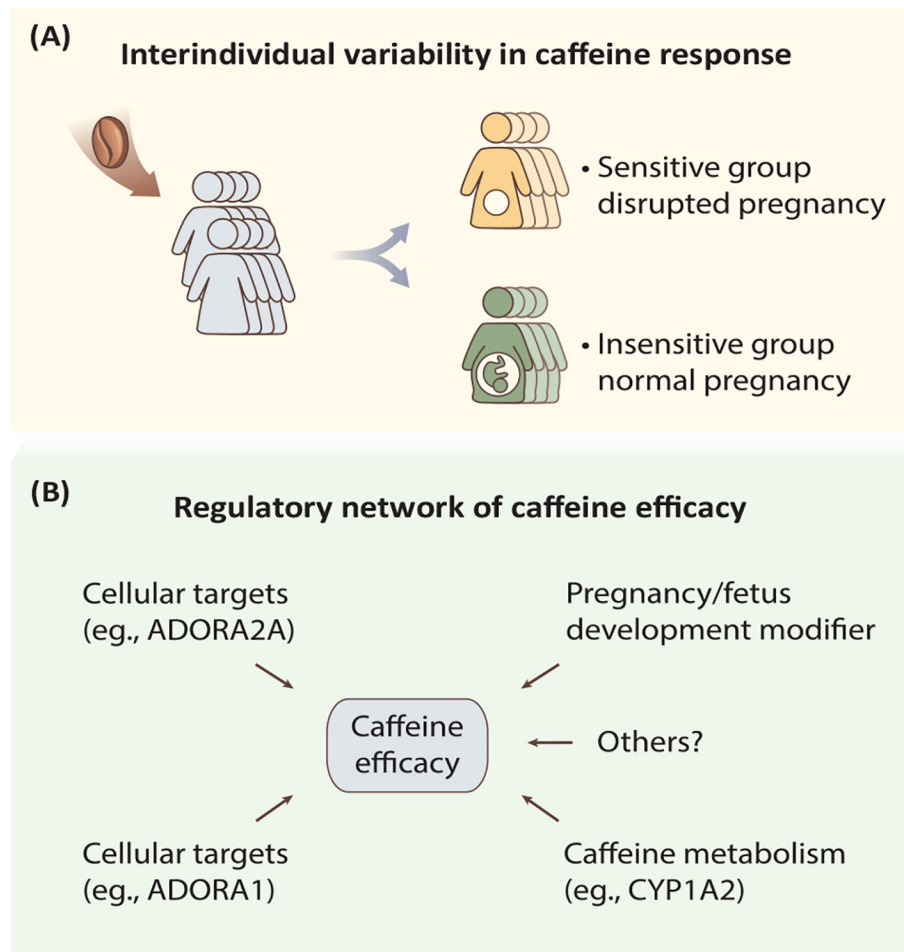 (A)
Interindividual variability in caffeine response
• Sensitive group
disrupted pregnancy
• Insensitive group
normal pregnancy
(B)
Regulatory network of caffeine efficacy
Cellular targets
(eg., ADORA2A)
Pregnancy/fetus
development modifier
Caffeine
efficacy
Others?
Cellular targets
(eg., ADORA1)
Caffeine metabolism
(eg., CYP1A2)